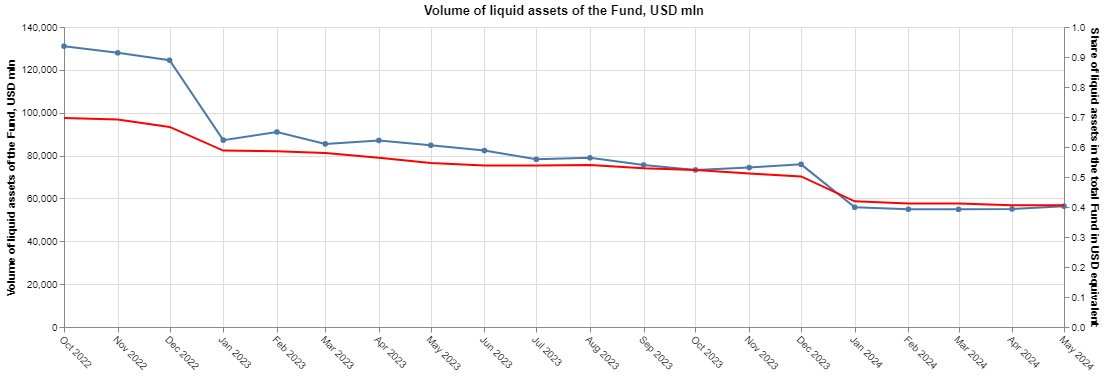 Volume of liquid assets of the Fund, USD mln
Volume of liquid assets of the Fund, USD mln
140,000
120,000
100,000
80,000
60,000
40,000
20,000
0
Oct 2022
Nov 2022
Dec 2022
Jan 2023
Feb 2023
Mar 2023
Apr 2023
May 2023
Jun 2023
Jul 2023
Aug 2023
Sep 2023
Oct 2023
Nov 2023
Dec 2023
Jan 2024
Feb 2024
Mar 2024
Apr 2024
May 2024
1.0
0.9
0.8
0.7
0.6
0.5
0.4
0.3
0.2
0.1
0.0
Share of liquid assets in the total Fund in USD equivalent